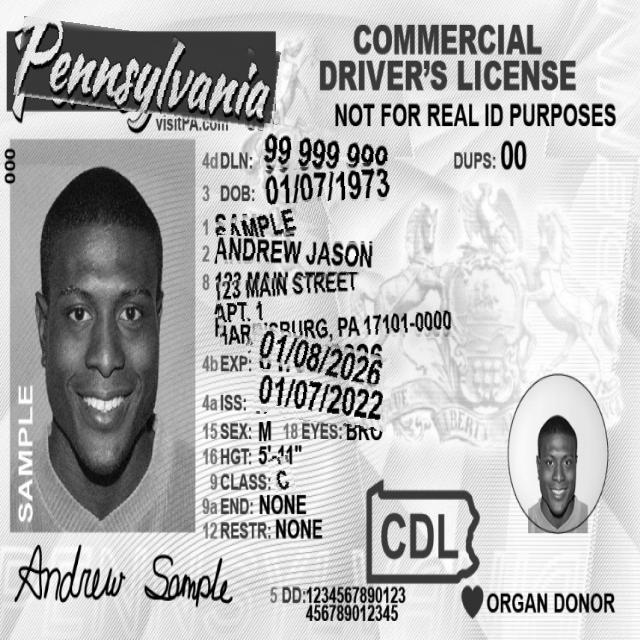 Pennsylvania
visitPA.com
COMMERCIAL
DRIVER'S LICENSE
NOT FOR REAL ID PURPOSES
000
4d DLN: 99 999 999
DUPS: 00
3 DOB: 01/07/1973
1 SAMPLE
2 ANDREW JASON
8 123 MAIN STREET
APT. 1
HARRISBURG, PA 17101-0000
4b EXP: 01/08/2026
4a ISS: 01/07/2022
15 SEX: M 18 EYES: BRO
16 HGT: 5'-11"
9 CLASS: C
9a END: NONE
12 RESTR: NONE
SAMPLE
CDL
Andrew Sample
5 DD: 1234567890123
456789012345
ORGAN DONOR